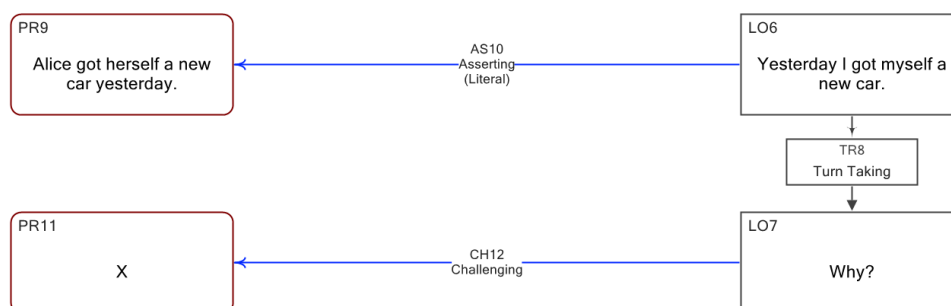 PR9
Alice got herself a new
car yesterday.
AS10
Asserting
(Literal)
LO6
Yesterday I got myself a
new car.
TR8
Turn Taking
PR11
X
CH12
Challenging
LO7
Why?